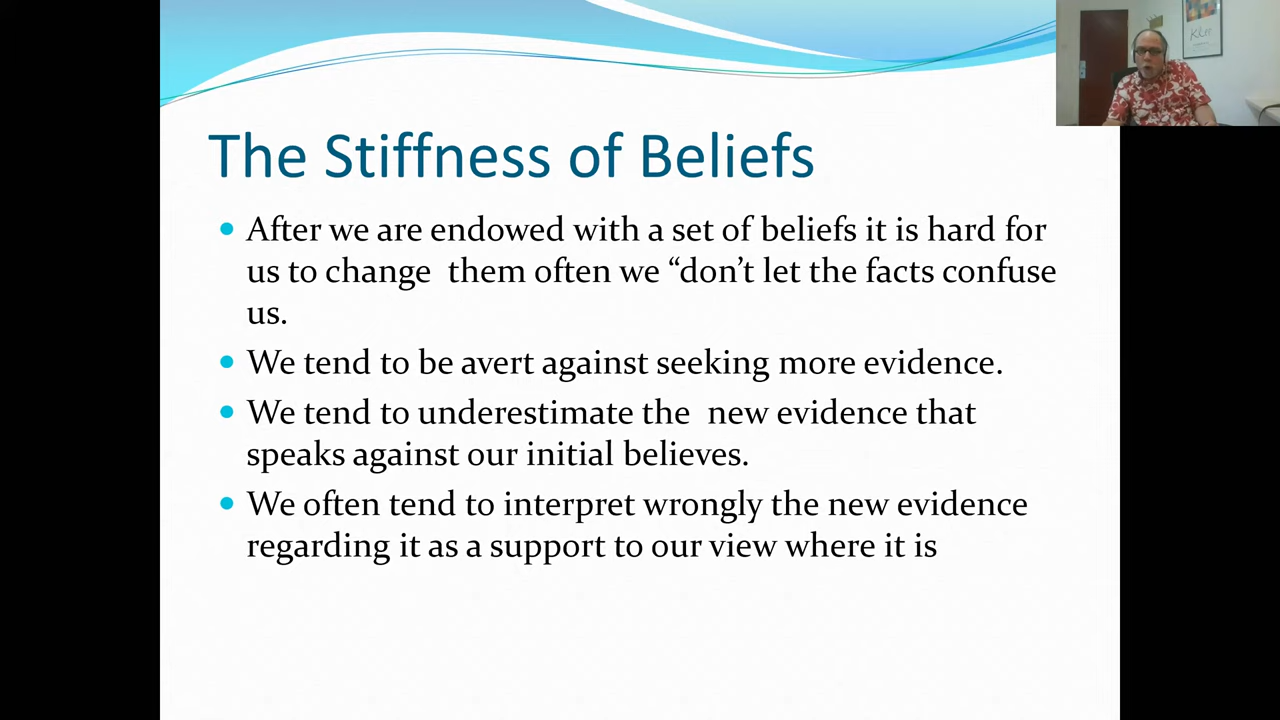 The Stiffness of Beliefs
• After we are endowed with a set of beliefs it is hard for
us to change  them often we “don’t let the facts confuse
us.
• We tend to be avert against seeking more evidence.
• We tend to underestimate the  new evidence that
speaks against our initial believes.
• We often tend to interpret wrongly the new evidence
regarding it as a support to our view where it is
Klee